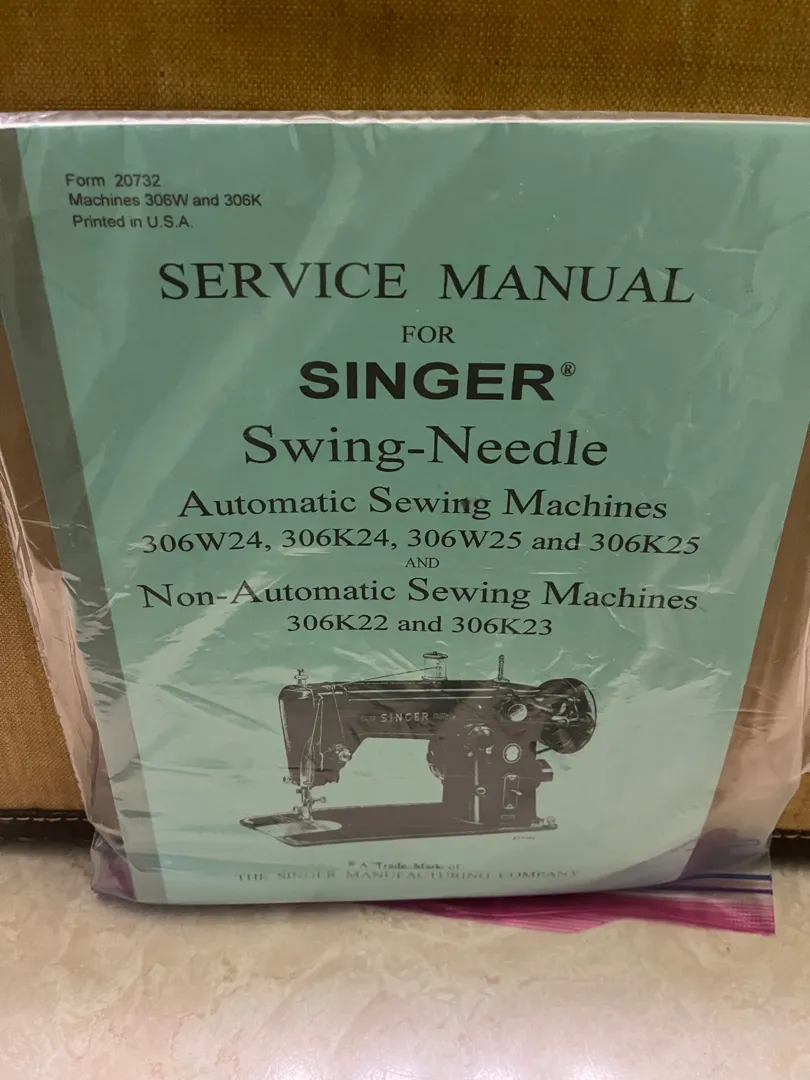 Form 20732
Machines 306W and 306K
Printed in U.S.A.
SERVICE MANUAL
FOR
SINGER®
Swing-Needle
Automatic Sewing Machines
306W24, 306K24, 306W25 and 306K25
AND
Non-Automatic Sewing Machines
306K22 and 306K23
SINGER
® A Trade Mark of
THE SINGER MANUFACTURING COMPANY